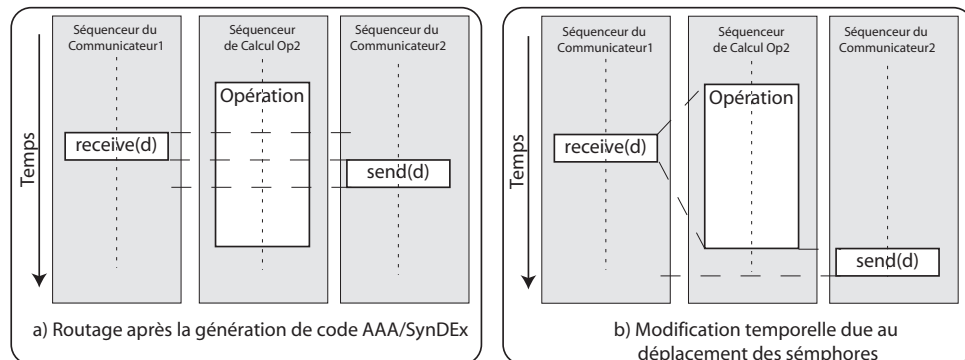 Séquenceur du
Communicateur1
Séquenceur
de Calcul Op2
Séquenceur du
Communicateur2
Temps
Opération
receive(d)
send(d)
a) Routage après la génération de code AAA/SynDEx
Séquenceur du
Communicateur1
Séquenceur
de Calcul Op2
Séquenceur du
Communicateur2
Temps
Opération
receive(d)
send(d)
b) Modification temporelle due au
déplacement des sémphores